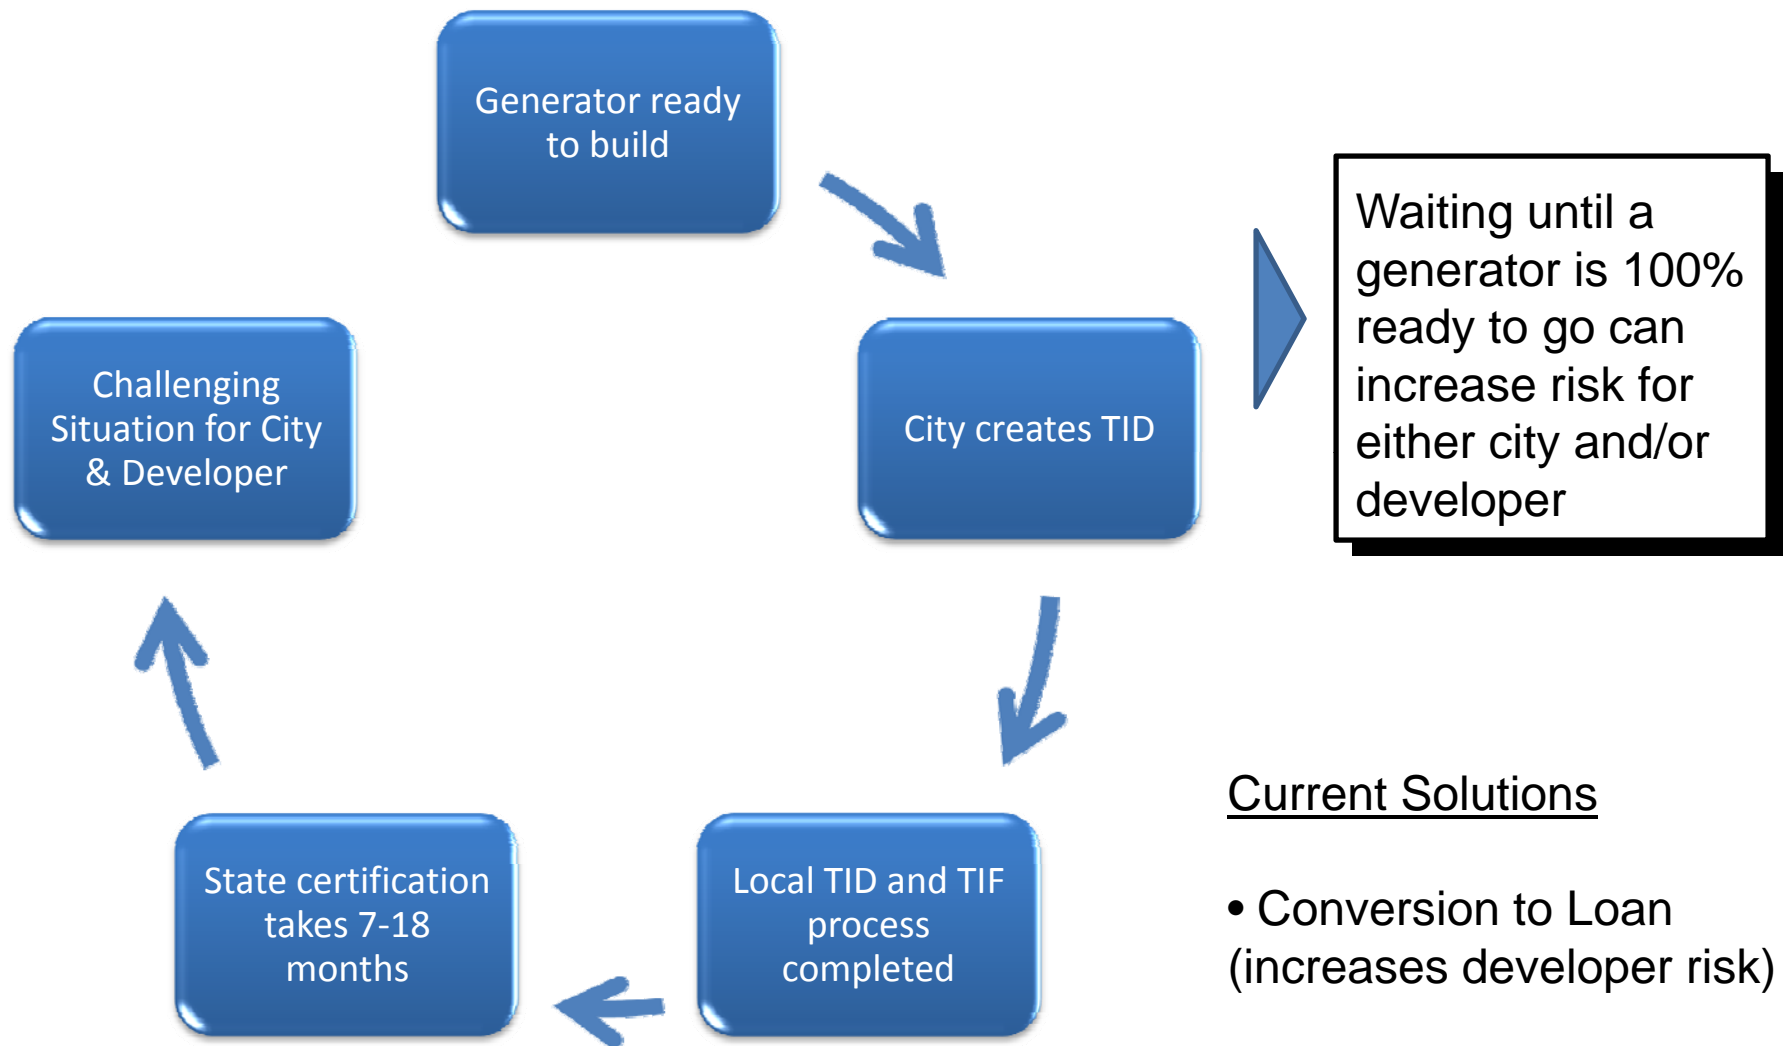 Generator ready
to build
City creates TID
Local TID and TIF
process
completed
State certification
takes 7-18
months
Challenging
Situation for City
& Developer
Waiting until a
generator is 100%
ready to go can
increase risk for
either city and/or
developer
Current Solutions
• Conversion to Loan
(increases developer risk)